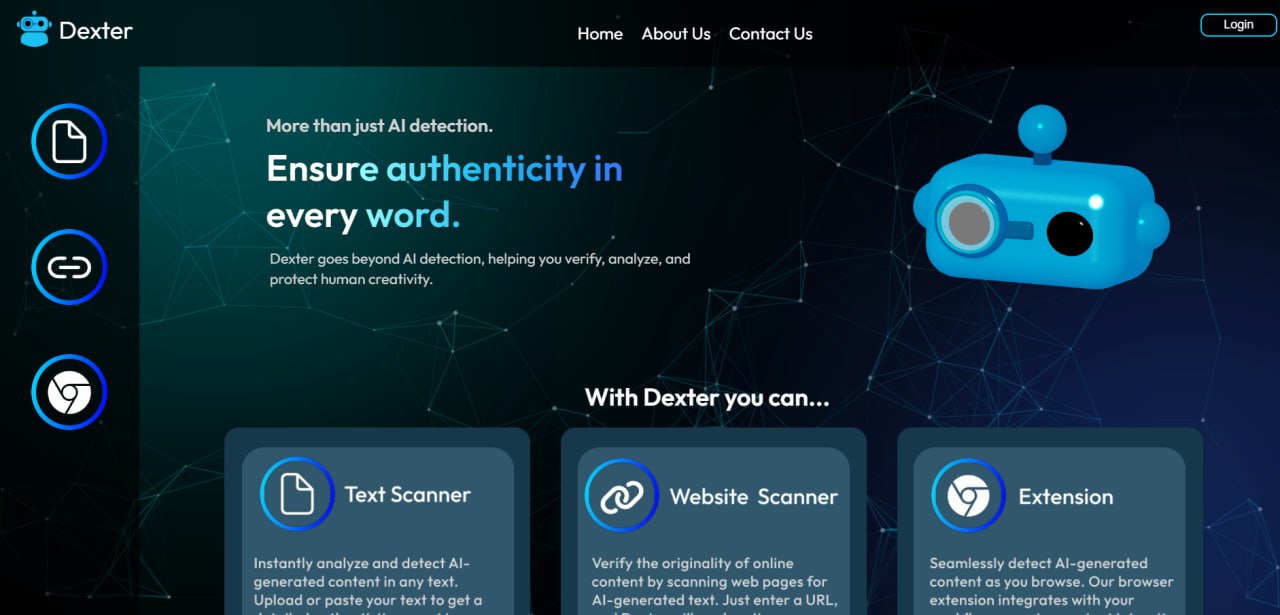 Dexter
Home About Us Contact Us
Login
More than just AI detection.
Ensure authenticity in
every word.
Dexter goes beyond AI detection, helping you verify, analyze, and
protect human creativity.
With Dexter you can...
Text Scanner
Instantly analyze and detect AI-
generated content in any text.
Upload or paste your text to get a
Website Scanner
Verify the originality of online
content by scanning web pages for
AI-generated text. Just enter a URL,
Extension
Seamlessly detect AI-generated
content as you browse. Our browser
extension integrates with your